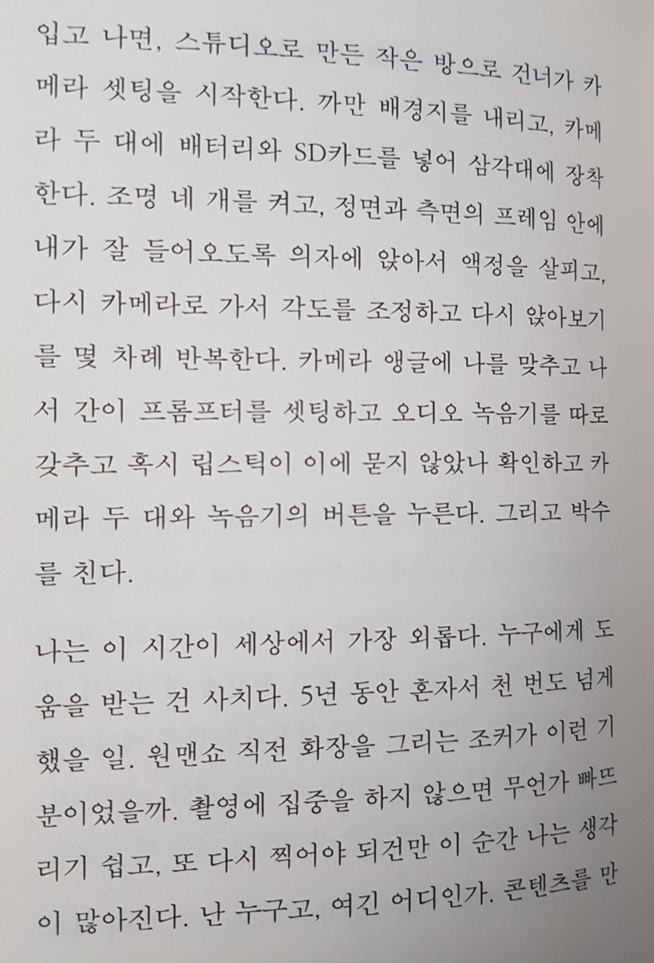 입고 나면, 스튜디오로 만든 작은 방으로 건너가 카
메라 셋팅을 시작한다. 까만 배경지를 내리고, 카메
라 두 대에 배터리와 SD카드를 넣어 삼각대에 장착
한다. 조명 네 개를 켜고, 정면과 측면의 프레임 안에
내가 잘 들어오도록 의자에 앉아서 액정을 살피고,
다시 카메라로 가서 각도를 조정하고 다시 앉아보기
를 몇 차례 반복한다. 카메라 앵글에 나를 맞추고 나
서 간이 프롬프터를 셋팅하고 오디오 녹음기를 따로
갖추고 혹시 립스틱이 이에 묻지 않았나 확인하고 카
메라 두 대와 녹음기의 버튼을 누른다. 그리고 박수
를 친다.
나는 이 시간이 세상에서 가장 외롭다. 누구에게 도
움을 받는 건 사치다. 5년 동안 혼자서 천 번도 넘게
했을 일. 원맨쇼 직전 화장을 그리는 조커가 이런 기
분이었을까. 촬영에 집중을 하지 않으면 무언가 빠뜨
리기 쉽고, 또 다시 찍어야 되건만 이 순간 나는 생각
이 많아진다. 난 누구고, 여긴 어디인가. 콘텐츠를 만